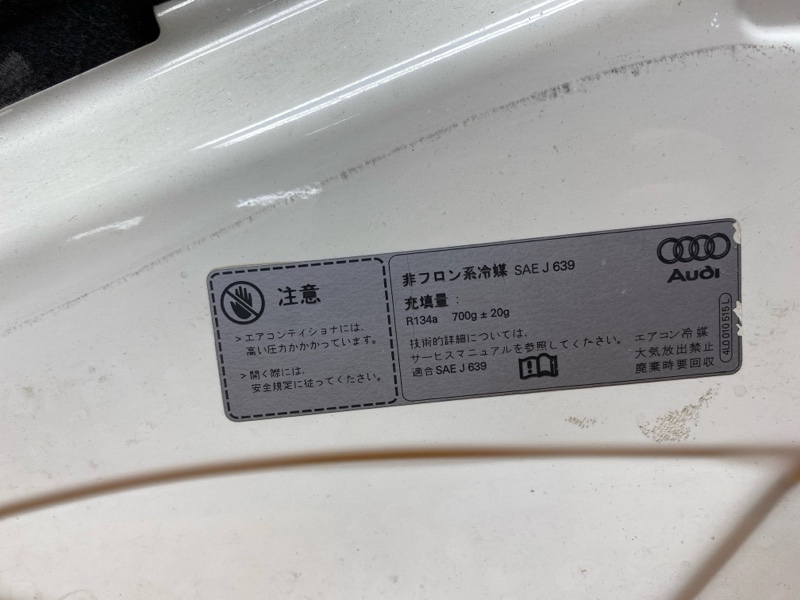 注意
> エアコンディショナには、
高い圧力がかかっています。
> 開く際には、
安全規定に従ってください。
非フロン系冷媒 SAE J 639
充填量 :
R134a 700g ± 20g
技術的詳細については、
サービスマニュアルを参照してください。
適合 SAE J 639
Audi
エアコン冷媒
大気放出禁止
廃棄時要回収
4L0 010 515 L